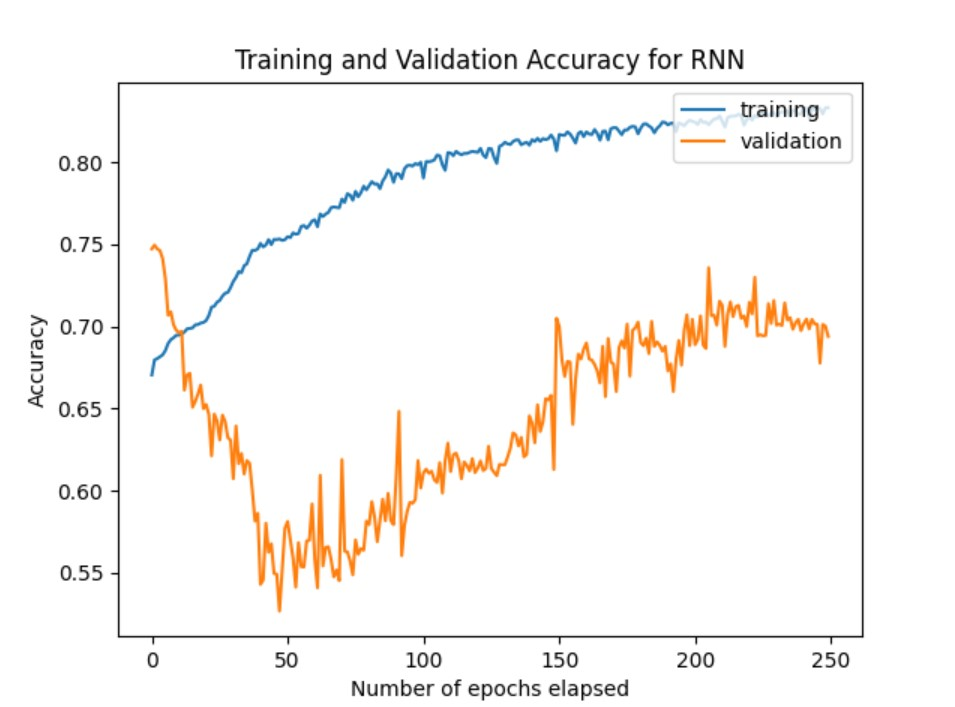 Training and Validation Accuracy for RNN
training
validation
0.80
0.75
0.70
0.65
0.60
0.55
Accuracy
0 50 100 150 200 250
Number of epochs elapsed